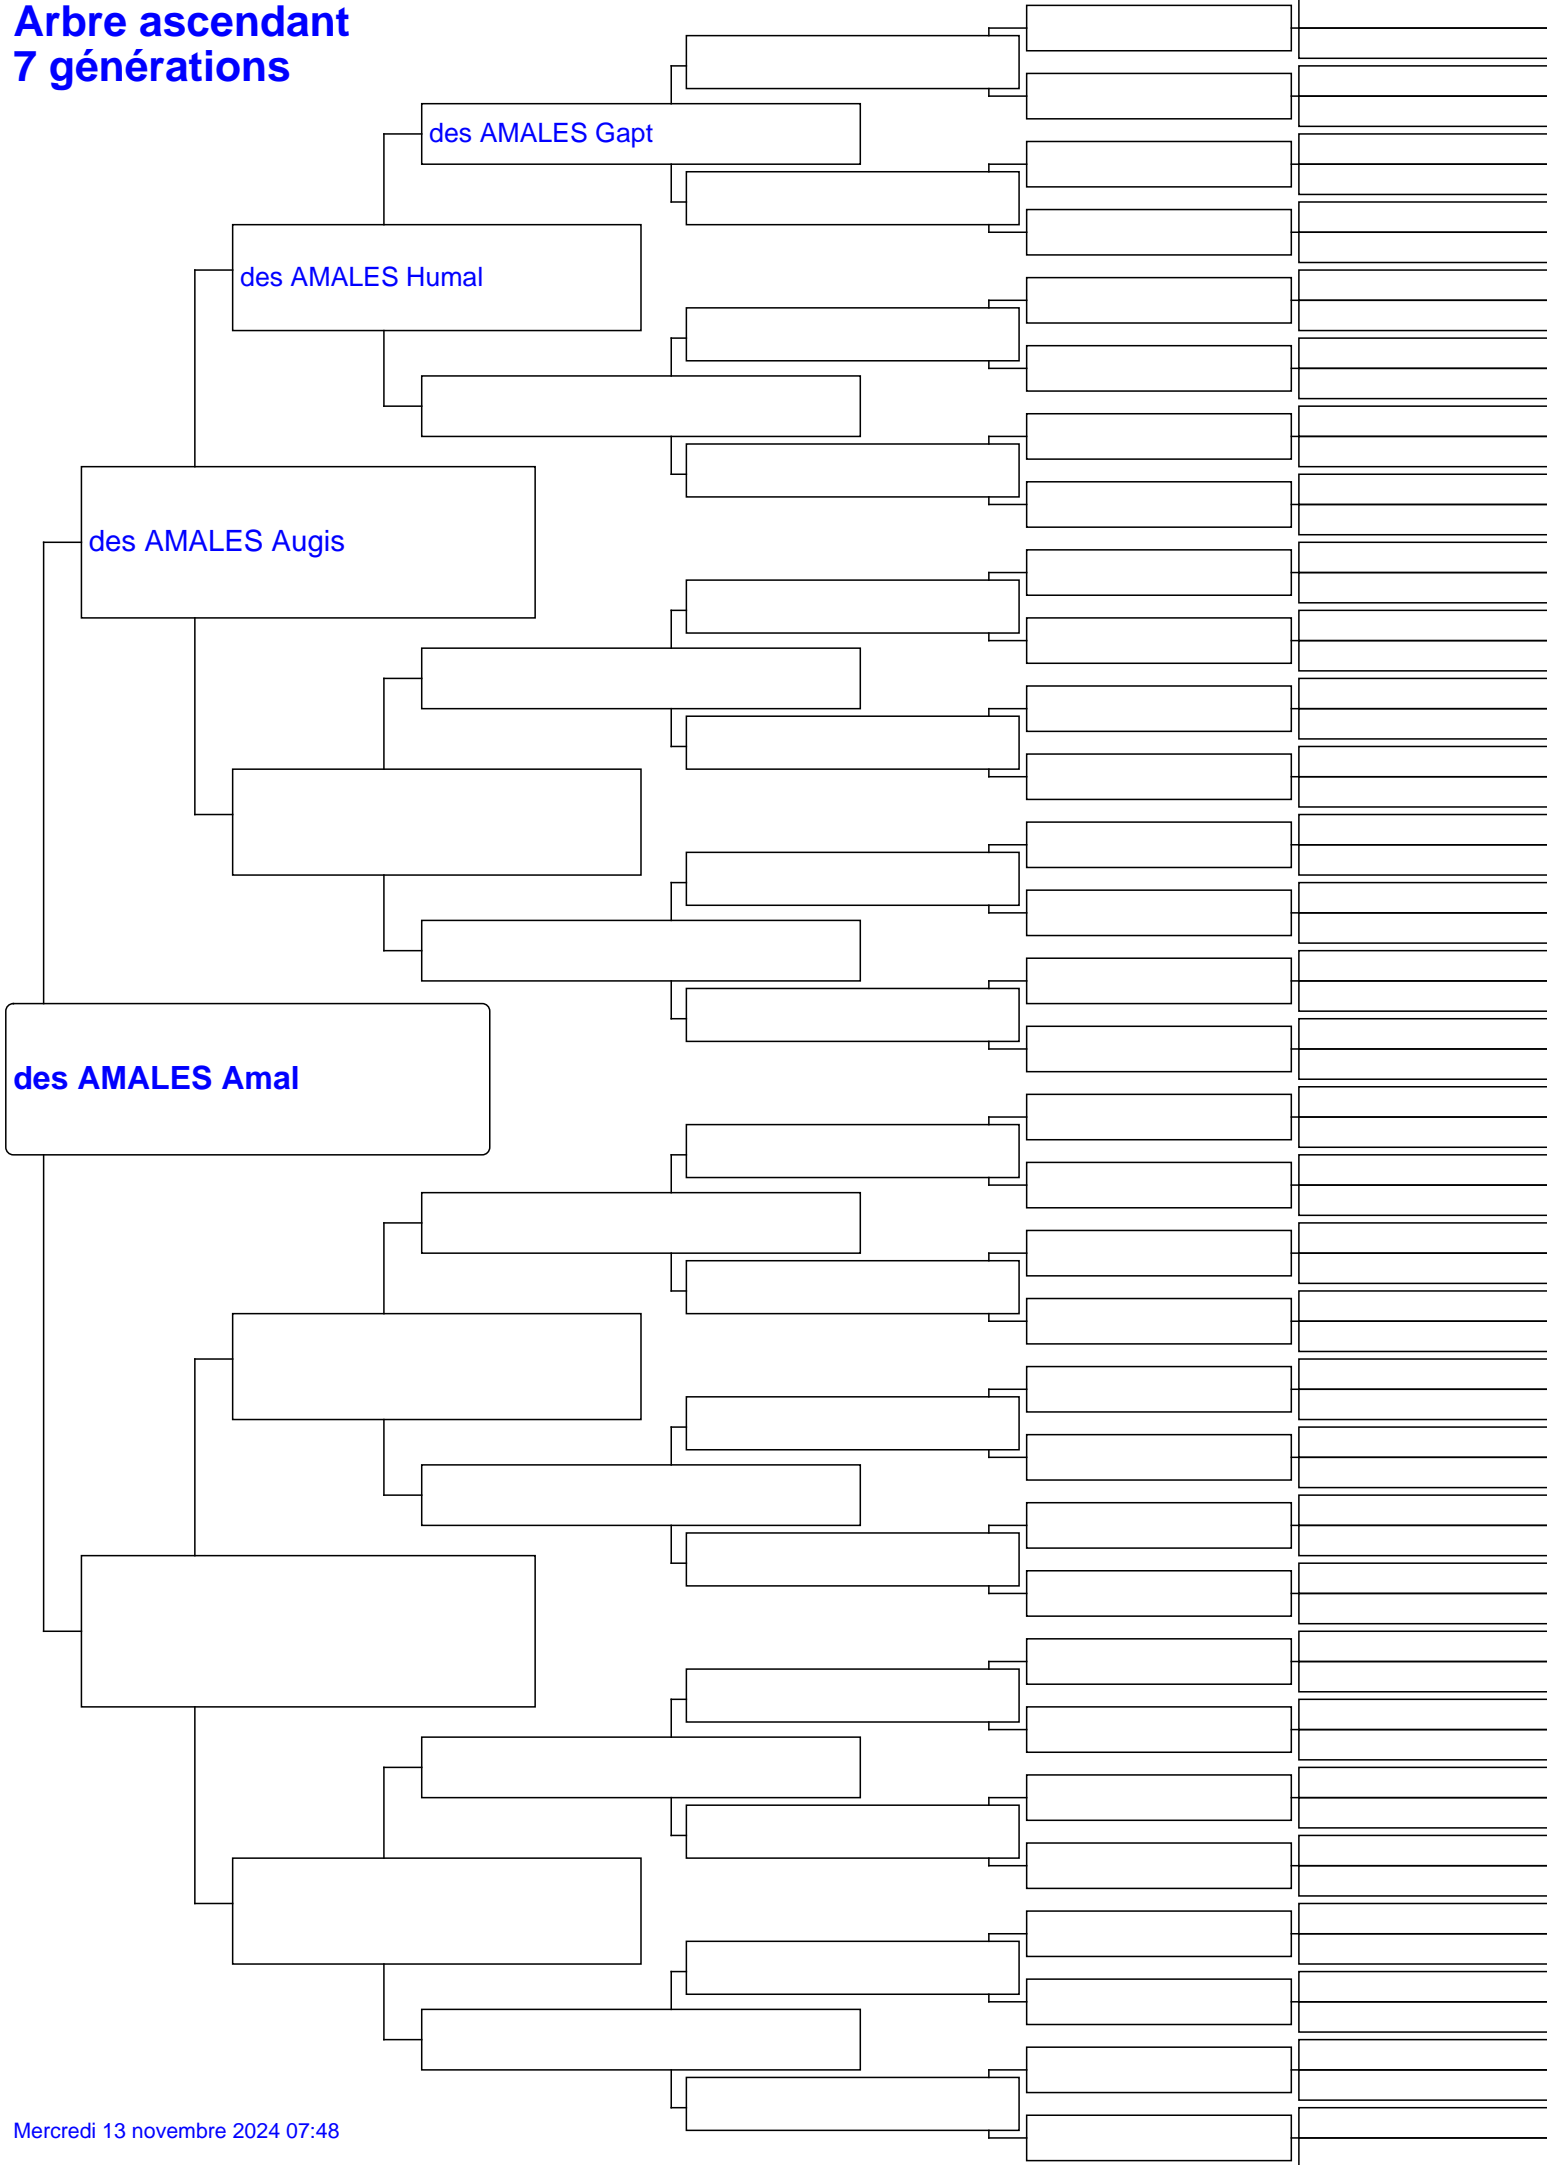 Arbre ascendant
7 générations
des AMALES Gapt
des AMALES Humal
des AMALES Augis
des AMALES Amal
Mercredi 13 novembre 2024 07:48